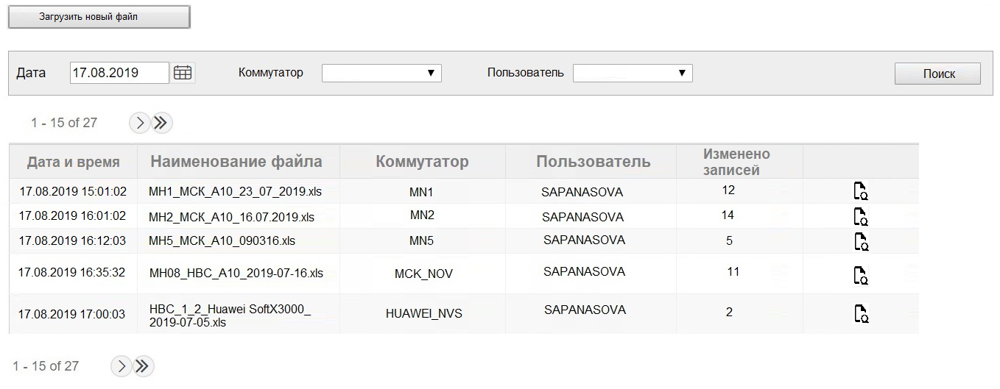 Загрузить новый файл
Дата 17.08.2019 Коммутатор Пользователь Поиск
1 - 15 of 27
Дата и время Наименование файла Коммутатор Пользователь Изменено
записей
17.08.2019 15:01:02 МН1_МСК_А10_23_07_2019.xls MN1 SAPANASOVA 12
17.08.2019 16:01:02 МН2_МСК_А10_16.07.2019.xls MN2 SAPANASOVA 14
17.08.2019 16:12:03 МН5_МСК_А10_090316.xls MN5 SAPANASOVA 5
17.08.2019 16:35:32 МН08_НВС_А10_2019-07-16.xls MCK_NOV SAPANASOVA 11
17.08.2019 17:00:03 НВС_1_2_Huawei SoftX3000_ HUAWEI_NVS SAPANASOVA 2
2019-07-05.xls
1 - 15 of 27